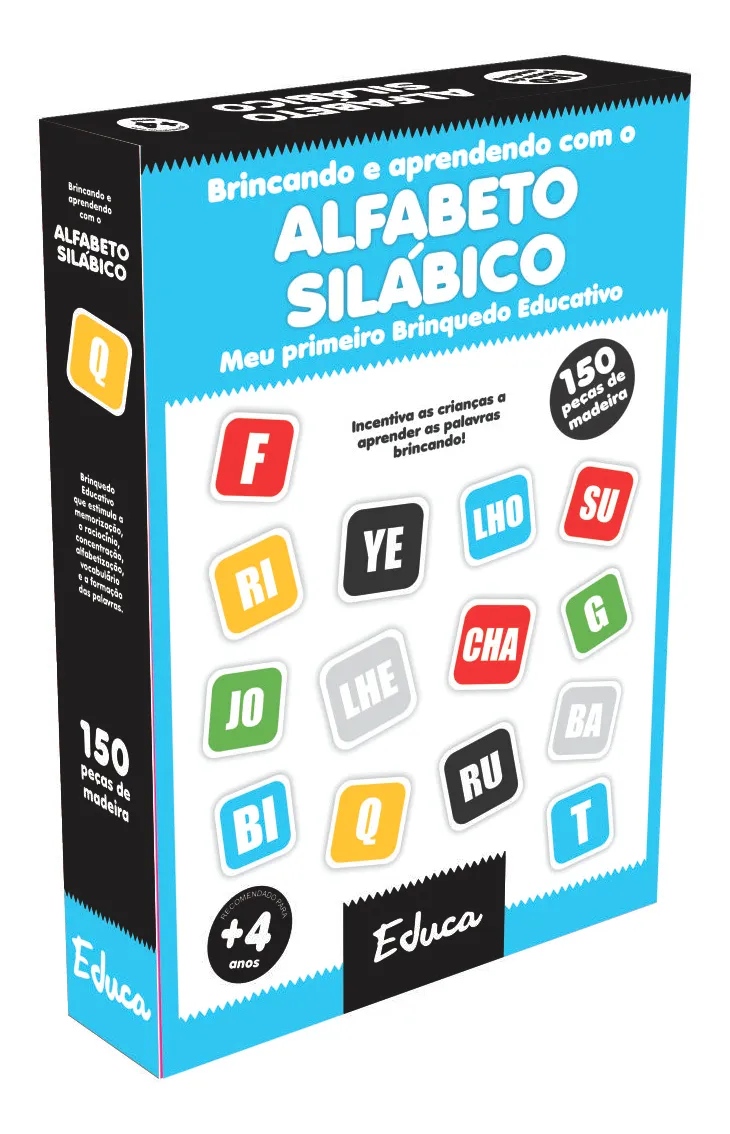 ALFABETO
SILÁBICO
Brincando e
aprendendo
com o
ALFABETO
SILÁBICO
Q
Brinquedo
Educativo
que estimula a
memorização,
o raciocínio,
concentração,
alfabetização,
vocabulário
e a formação
das palavras.
150
peças de
madeira
Educa
Brincando e aprendendo com o
ALFABETO
SILÁBICO
Meu primeiro Brinquedo Educativo
Incentiva as crianças a
aprender as palavras
brincando!
150
peças de
madeira
F
RI
YE
LHO
SU
JO
LHE
CHA
G
BI
Q
RU
BA
T
RECOMENDADO PARA
+4
anos
Educa